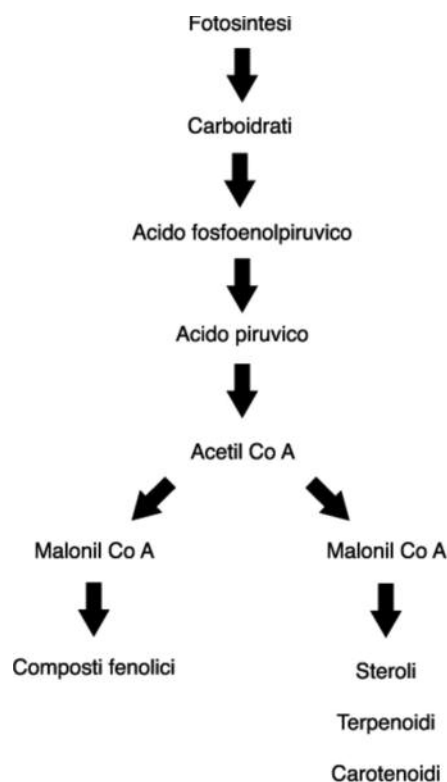 Fotosintesi
Carboidrati
Acido fosfoenolpiruvico
Acido piruvico
Acetil Co A
Malonil Co A
Malonil Co A
Composti fenolici
Steroli
Terpenoidi
Carotenoidi